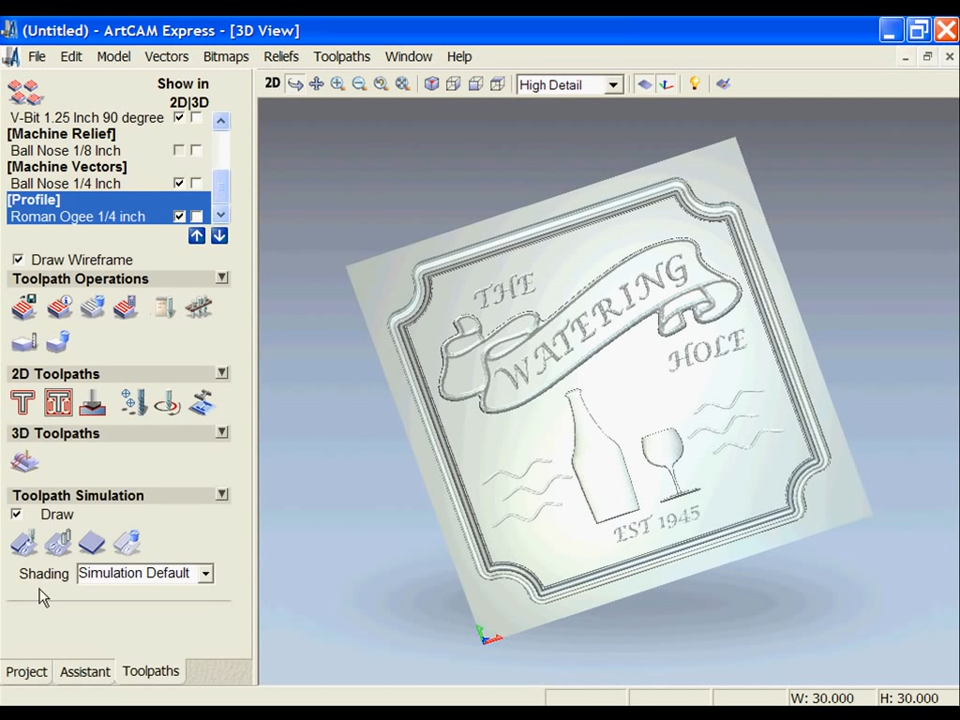 (Untitled) - ArtCAM Express - [3D View]
File Edit Model Vectors Bitmaps Reliefs Toolpaths Window Help
Show in
2D|3D
2D
High Detail
V-Bit 1.25 Inch 90 degree
[Machine Relief]
Ball Nose 1/8 Inch
[Machine Vectors]
Ball Nose 1/4 Inch
[Profile]
Roman Ogee 1/4 inch
Draw Wireframe
Toolpath Operations
2D Toolpaths
3D Toolpaths
Toolpath Simulation
Draw
Shading
Simulation Default
Project Assistant Toolpaths
THE
WATERING
HOLE
EST 1945
W: 30.000 H: 30.000